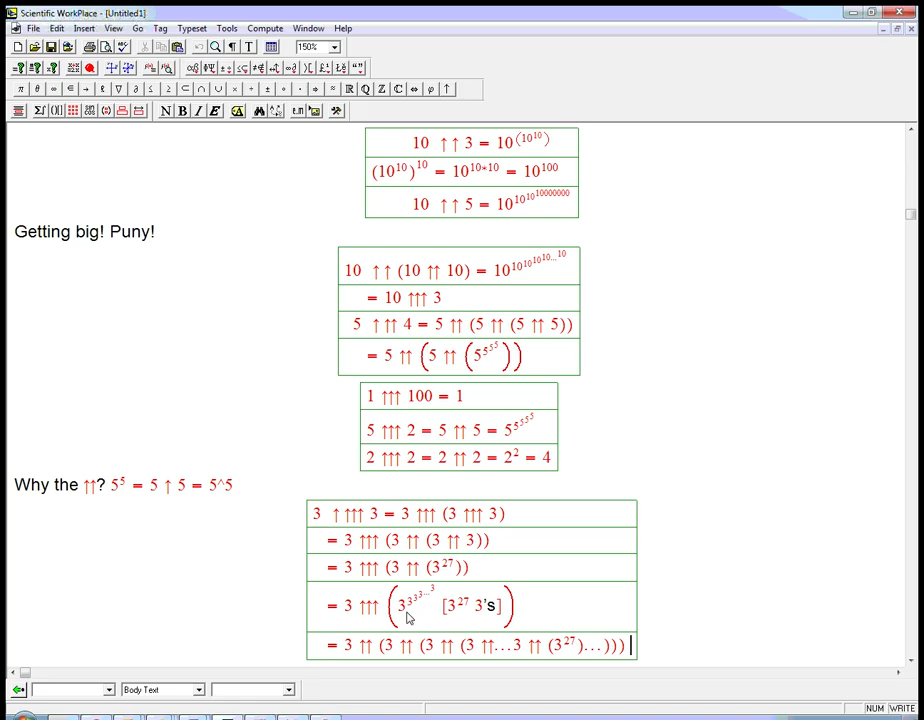 Scientific WorkPlace - [Untitled1]
File Edit Insert View Go Tag Typeset Tools Compute Window Help
150%
N B I E
10 ↑↑3 = 10^(10^10)
(10^10)^10 = 10^10*10 = 10^100
10 ↑↑ 5 = 10^10^10^10000000
Getting big! Puny!
10 ↑↑ (10 ↑↑ 10) = 10^10^10^10^10^...^10
= 10 ↑↑↑ 3
5 ↑ ↑↑ 4 = 5 ↑↑ (5 ↑↑ (5 ↑↑ 5))
= 5 ↑↑ (5 ↑↑ (5^5^5^5))
1 ↑↑↑ 100 = 1
5 ↑↑↑ 2 = 5 ↑↑ 5 = 5^5^5^5^5
2 ↑↑↑ 2 = 2 ↑↑ 2 = 2^2 = 4
Why the ↑↑? 5^5 = 5 ↑ 5 = 5^5
3 ↑ ↑↑↑ 3 = 3 ↑↑↑ (3 ↑↑↑ 3)
= 3 ↑↑↑ (3 ↑↑ (3 ↑↑ 3))
= 3 ↑↑↑ (3 ↑↑ (3^27))
= 3 ↑↑↑ (3^3^3^3^...^3 [3^27 3's])
= 3 ↑↑ (3 ↑↑ (3 ↑↑ (3 ↑↑...3 ↑↑ (3^27)...)))
Body Text
NUM WRITE